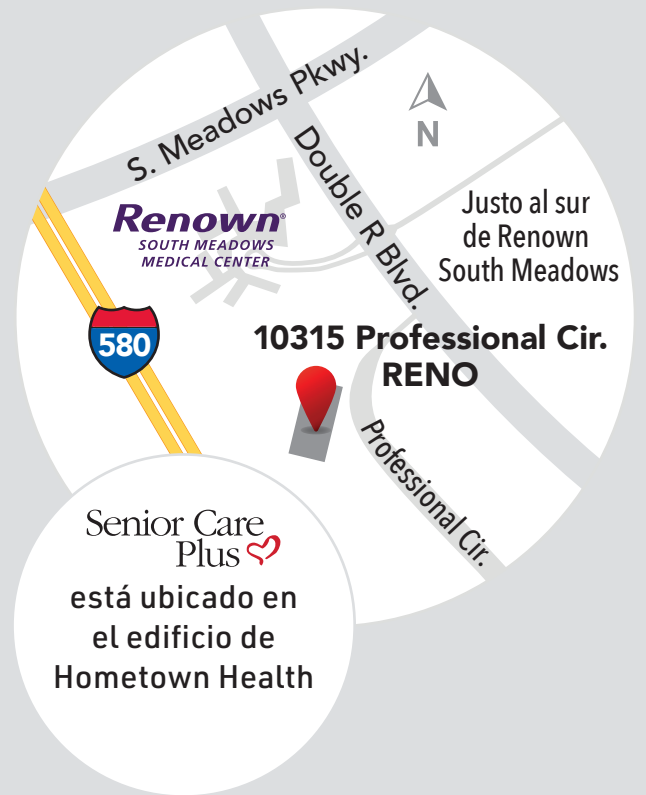 S. Meadows Pkwy.
N
Double R Blvd.
Renown®
SOUTH MEADOWS
MEDICAL CENTER
Justo al sur
de Renown
South Meadows
580
10315 Professional Cir.
RENO
Professional Cir.
Senior Care
Plus
está ubicado en
el edificio de
Hometown Health